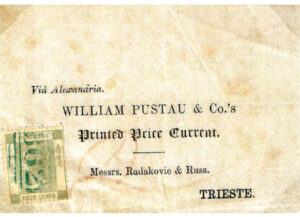 Viâ Alexandria.
WILLIAM PUSTAU & Co.'s
Printed Price Current.
Messrs. Radakovic & Russ.
TRIESTE.
FOUR CENTS